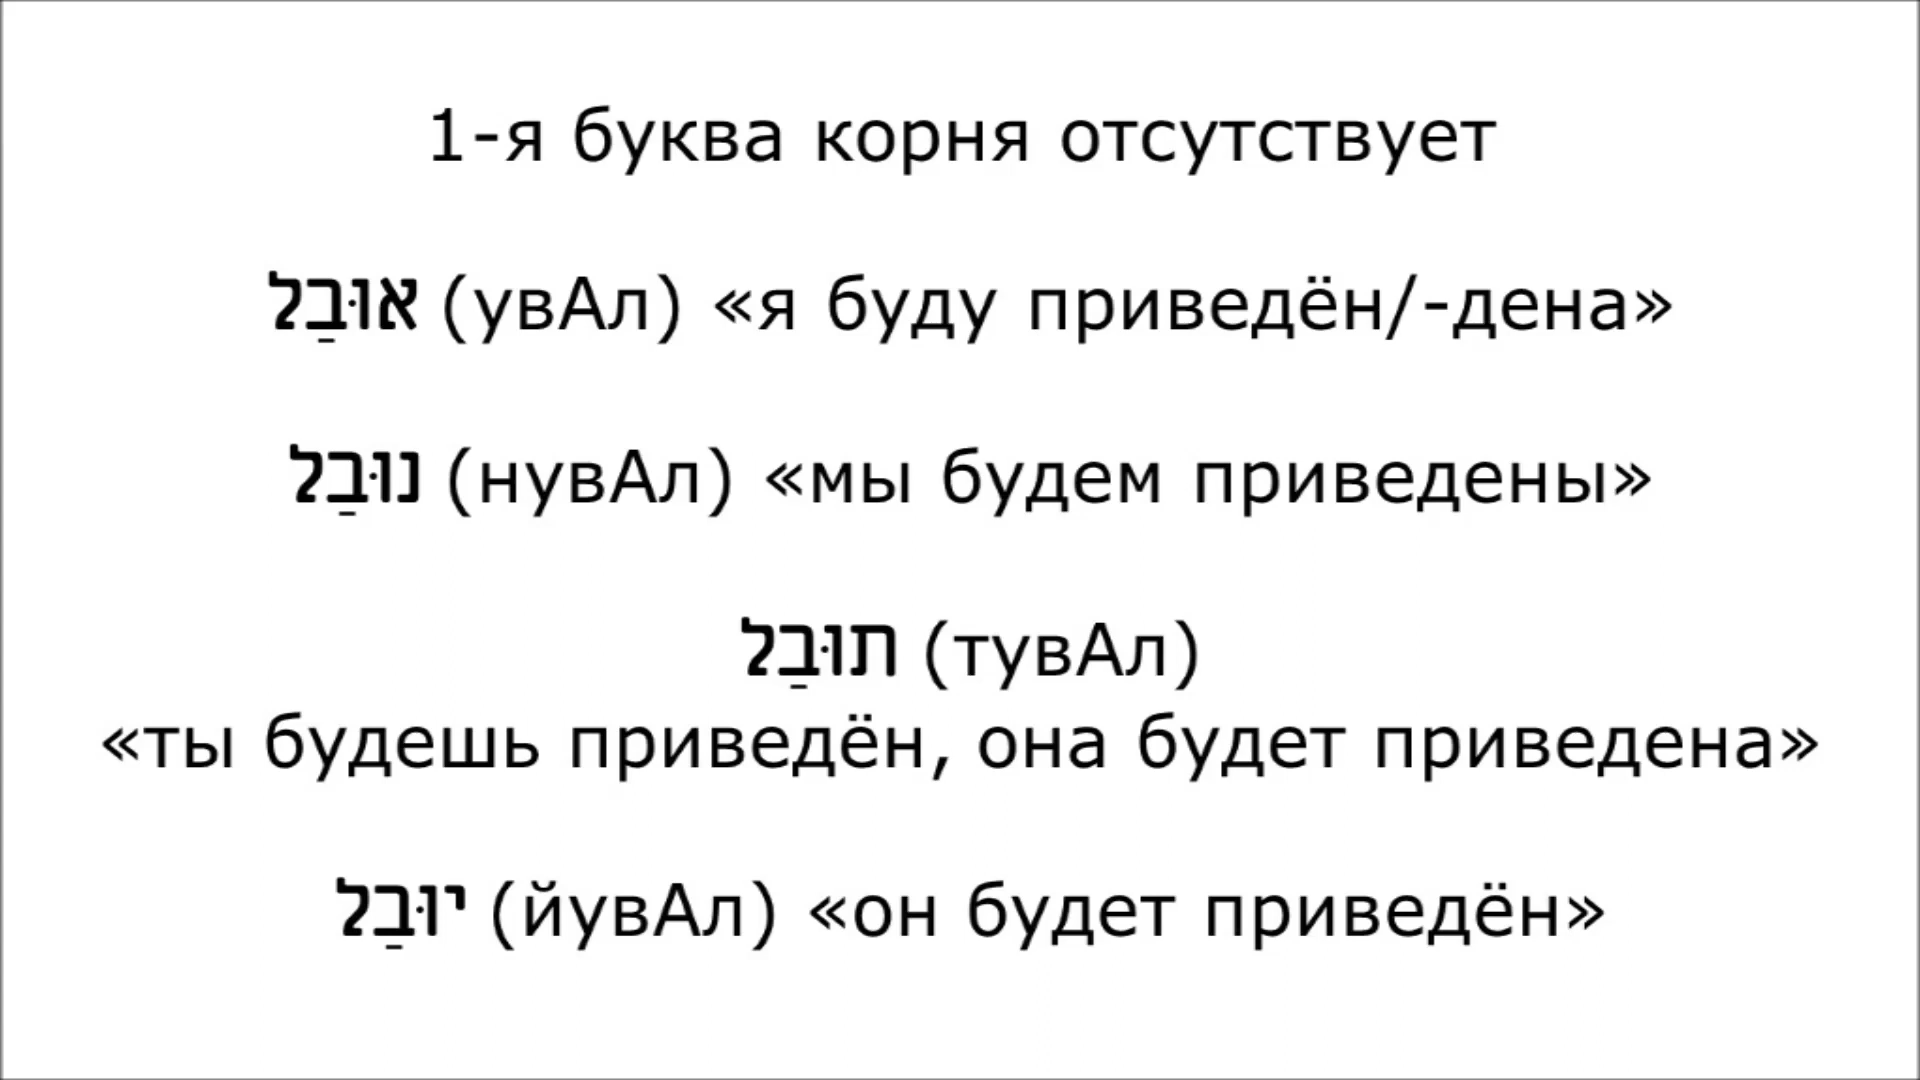 1-я буква корня отсутствует
אוּבַל (увАл) «я буду приведён/-дена»
נוּבַל (нувАл) «мы будем приведены»
תוּבַל (тувАл)
«ты будешь приведён, она будет приведена»
יוּבַל (йувАл) «он будет приведён»